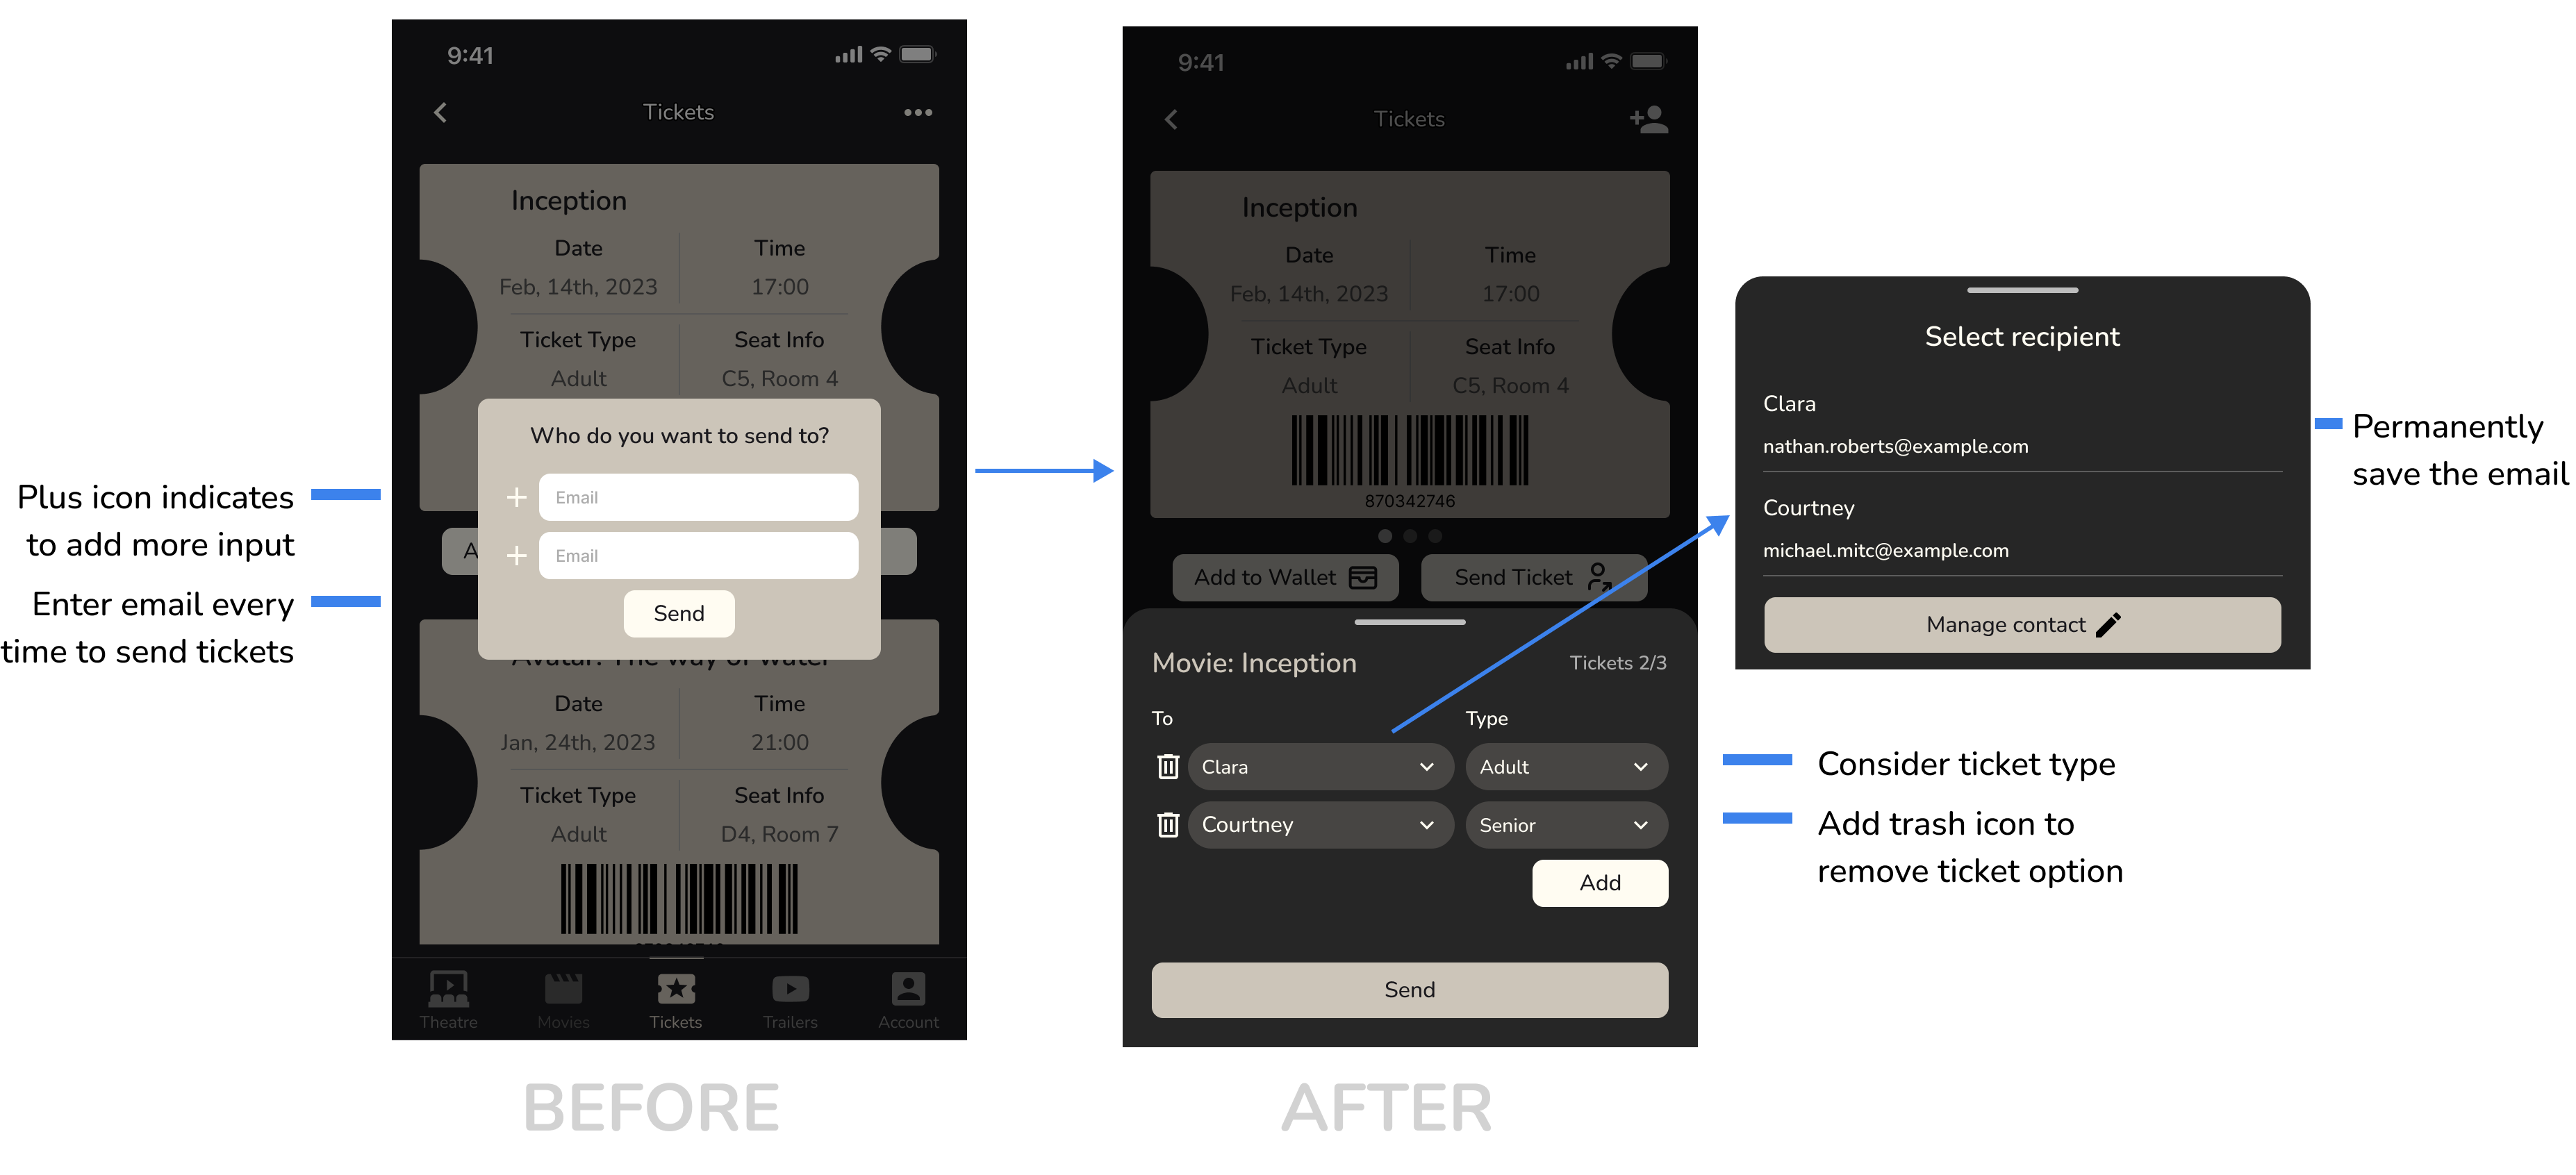 Plus icon indicates
to add more input
Enter email every
time to send tickets
9:41
Tickets
Inception
Date
Time
Feb, 14th, 2023
17:00
Ticket Type
Seat Info
Adult
C5, Room 4
Who do you want to send to?
Email
Email
Send
A
Avatar: The way of water
Date
Time
Jan, 24th, 2023
21:00
Ticket Type
Seat Info
Adult
D4, Room 7
Theatre
Movies
Tickets
Trailers
Account
BEFORE
9:41
Tickets
Inception
Date
Time
Feb, 14th, 2023
17:00
Ticket Type
Seat Info
Adult
C5, Room 4
870342746
Add to Wallet
Send Ticket
Movie: Inception
Tickets 2/3
To
Type
Clara
Adult
Courtney
Senior
Add
Send
AFTER
Select recipient
Clara
nathan.roberts@example.com
Courtney
michael.mitc@example.com
Manage contact
Permanently
save the email
Consider ticket type
Add trash icon to
remove ticket option